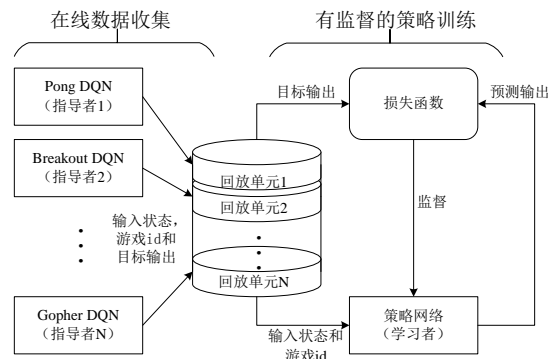 在线数据收集
有监督的策略训练
Pong DQN
（指导者1）
Breakout DQN
（指导者2）
输入状态，
游戏id和
目标输出
Gopher DQN
（指导者N）
回放单元1
回放单元2
回放单元N
目标输出
损失函数
预测输出
监督
输入状态和
游戏id
策略网络
（学习者）